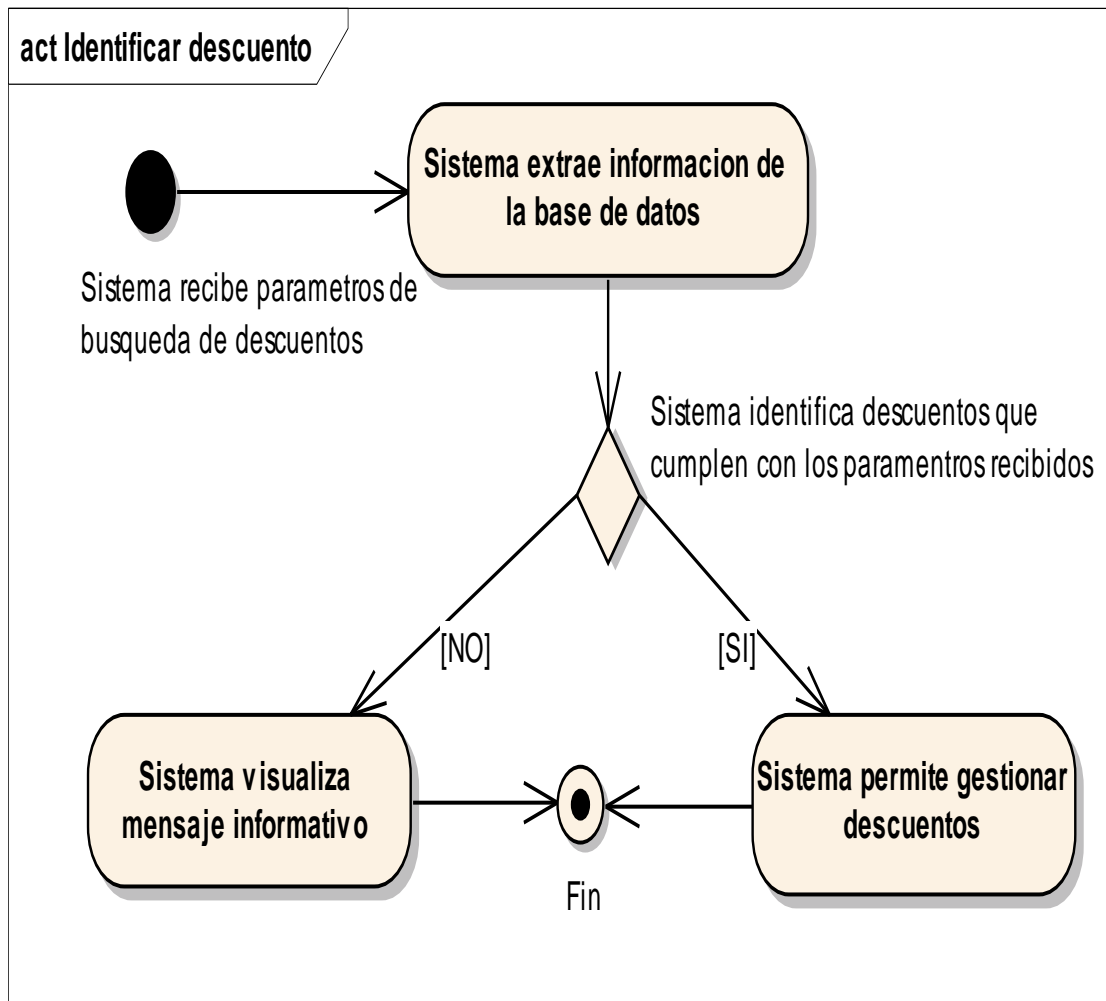 act Identificar descuento
Sistema extrae informacion de
la base de datos
Sistema recibe parametros de
busqueda de descuentos
Sistema identifica descuentos que
cumplen con los paramentros recibidos
[NO]
[SI]
Sistema visualiza
mensaje informativo
Sistema permite gestionar
descuentos
Fin